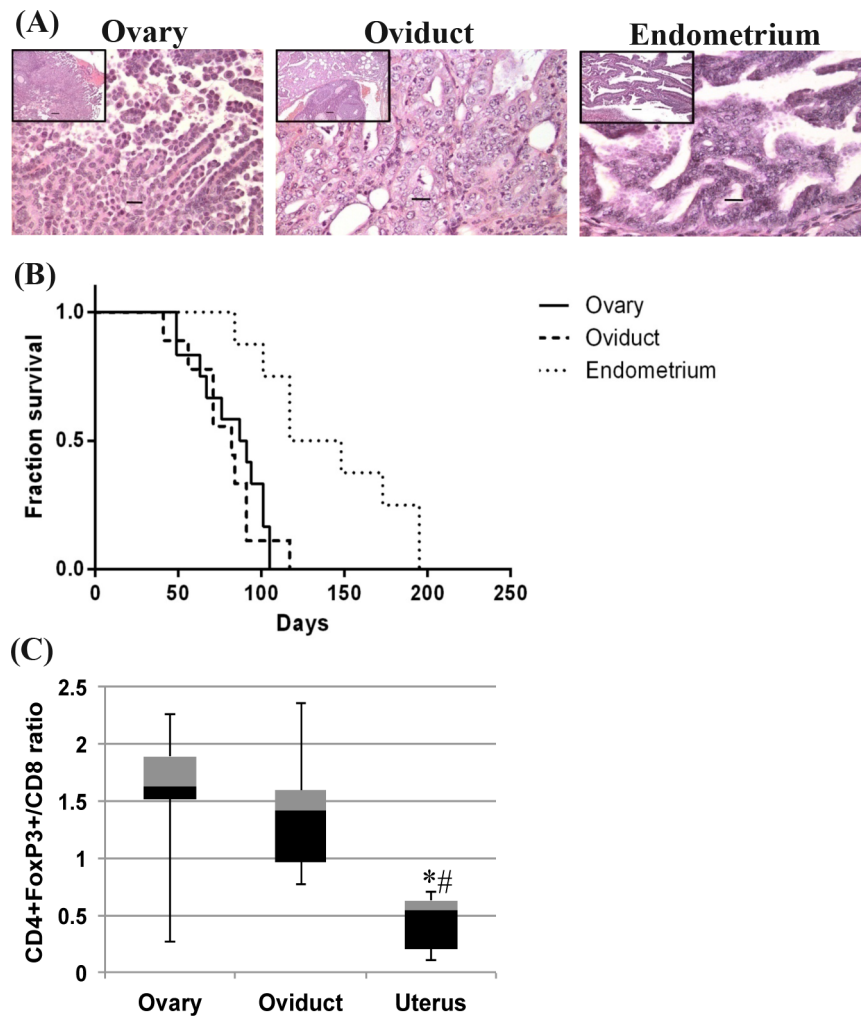 (A)
Ovary Oviduct Endometrium
(B)
1.0
0.5
0.0
Fraction survival
0 50 100 150 200 250
Days
Ovary
Oviduct
Endometrium
(C)
2.5
2
1.5
1
0.5
0
CD4+FoxP3+/CD8 ratio
*#
Ovary Oviduct Uterus